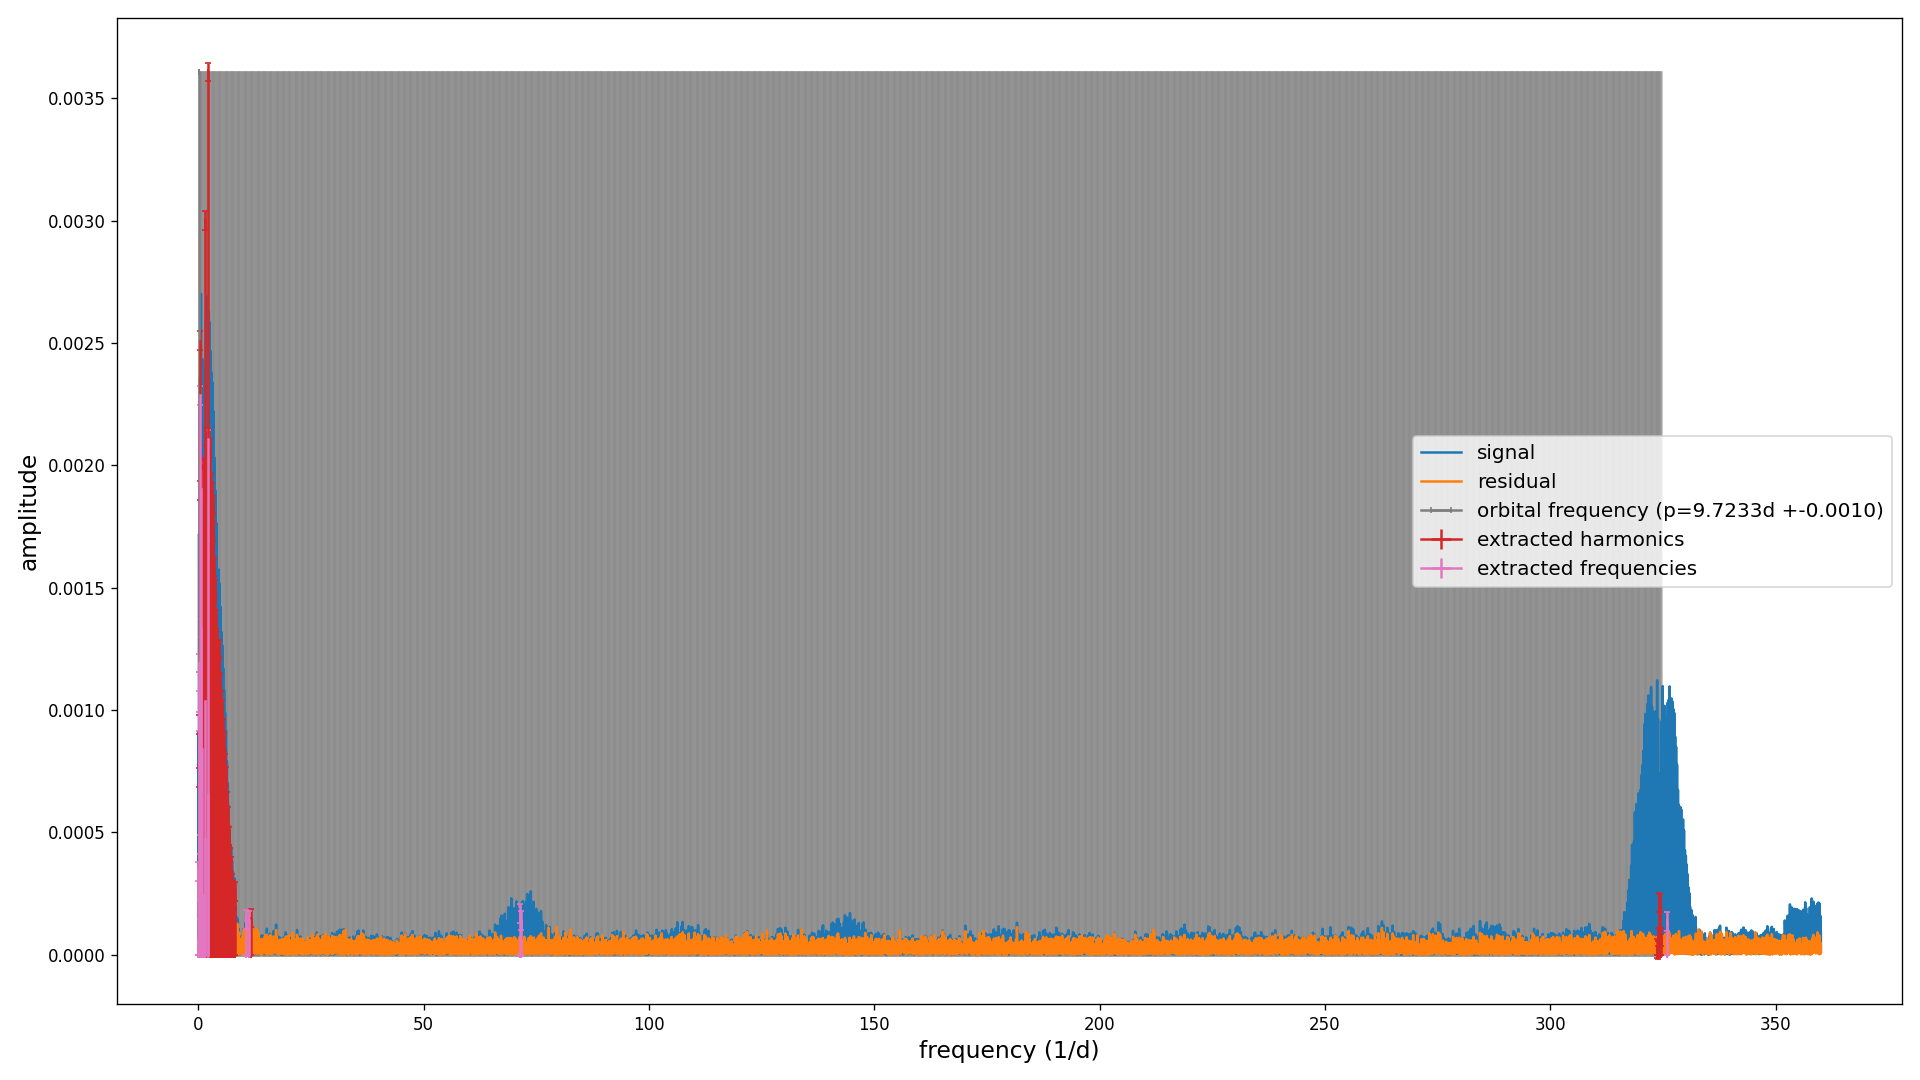 0.0035
0.0030
0.0025
0.0020
0.0015
0.0010
0.0005
0.0000
amplitude
signal
residual
orbital frequency (p=9.7233d +-0.0010)
extracted harmonics
extracted frequencies
0 50 100 150 200 250 300 350
frequency (1/d)